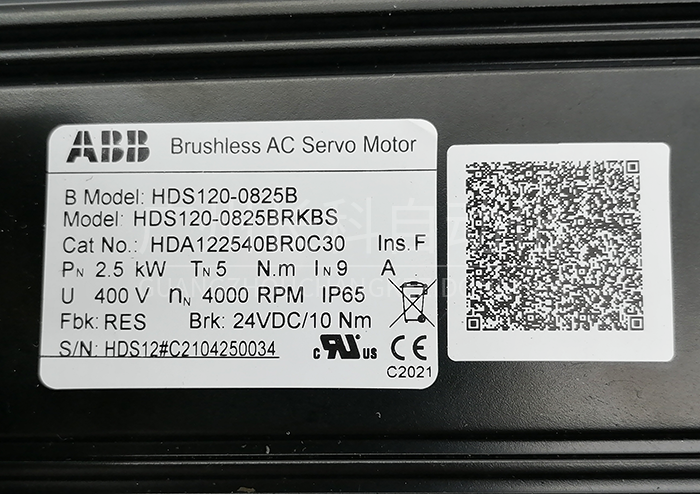 ABB Brushless AC Servo Motor
B Model: HDS120-0825B
Model: HDS120-0825BRKBS
Cat No.: HDA122540BR0C30 Ins. F
PN 2.5 kW TN 5 N.m IN 9 A
U 400 V nN 4000 RPM IP65
Fbk: RES Brk: 24VDC/10 Nm
S/N: HDS12#C2104250034
c RU us CE
C2021